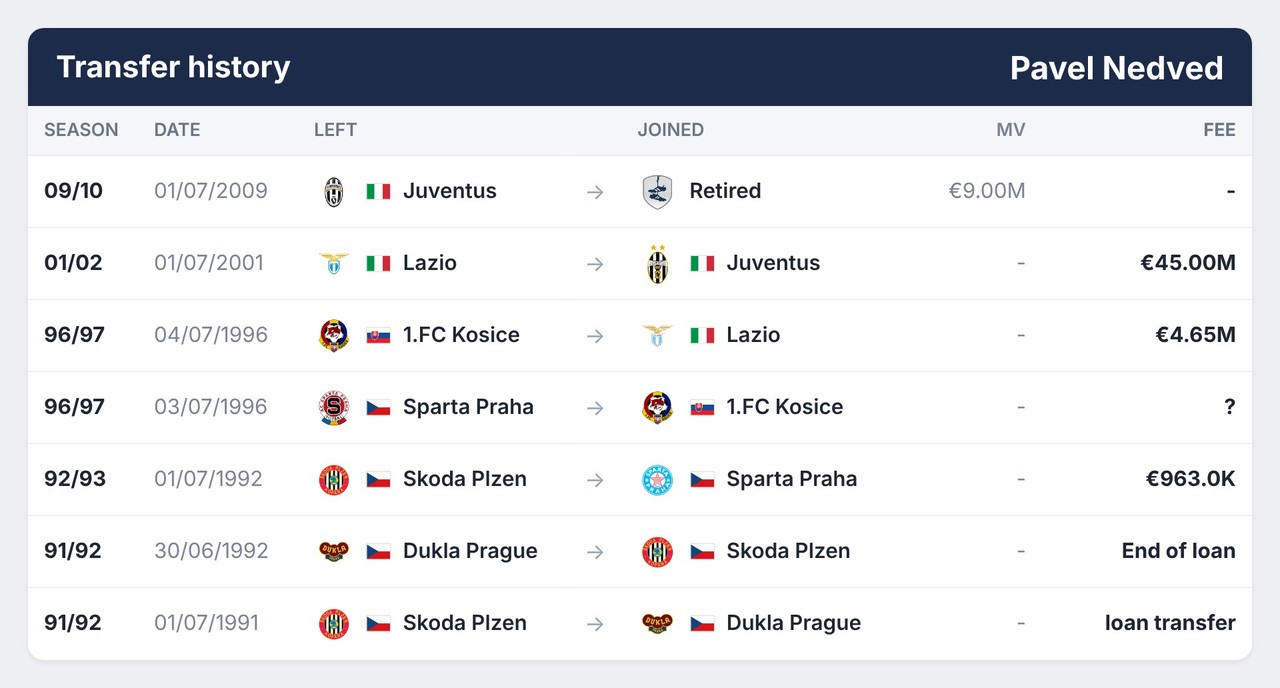 Transfer history Pavel Nedved
SEASON DATE LEFT JOINED MV FEE
09/10 01/07/2009 Juventus → Retired €9.00M -
01/02 01/07/2001 Lazio → Juventus - €45.00M
96/97 04/07/1996 1.FC Kosice → Lazio - €4.65M
96/97 03/07/1996 Sparta Praha → 1.FC Kosice - ?
92/93 01/07/1992 Skoda Plzen → Sparta Praha - €963.0K
91/92 30/06/1992 DUKLA Dukla Prague → Skoda Plzen - End of loan
91/92 01/07/1991 Skoda Plzen → DUKLA Dukla Prague - loan transfer